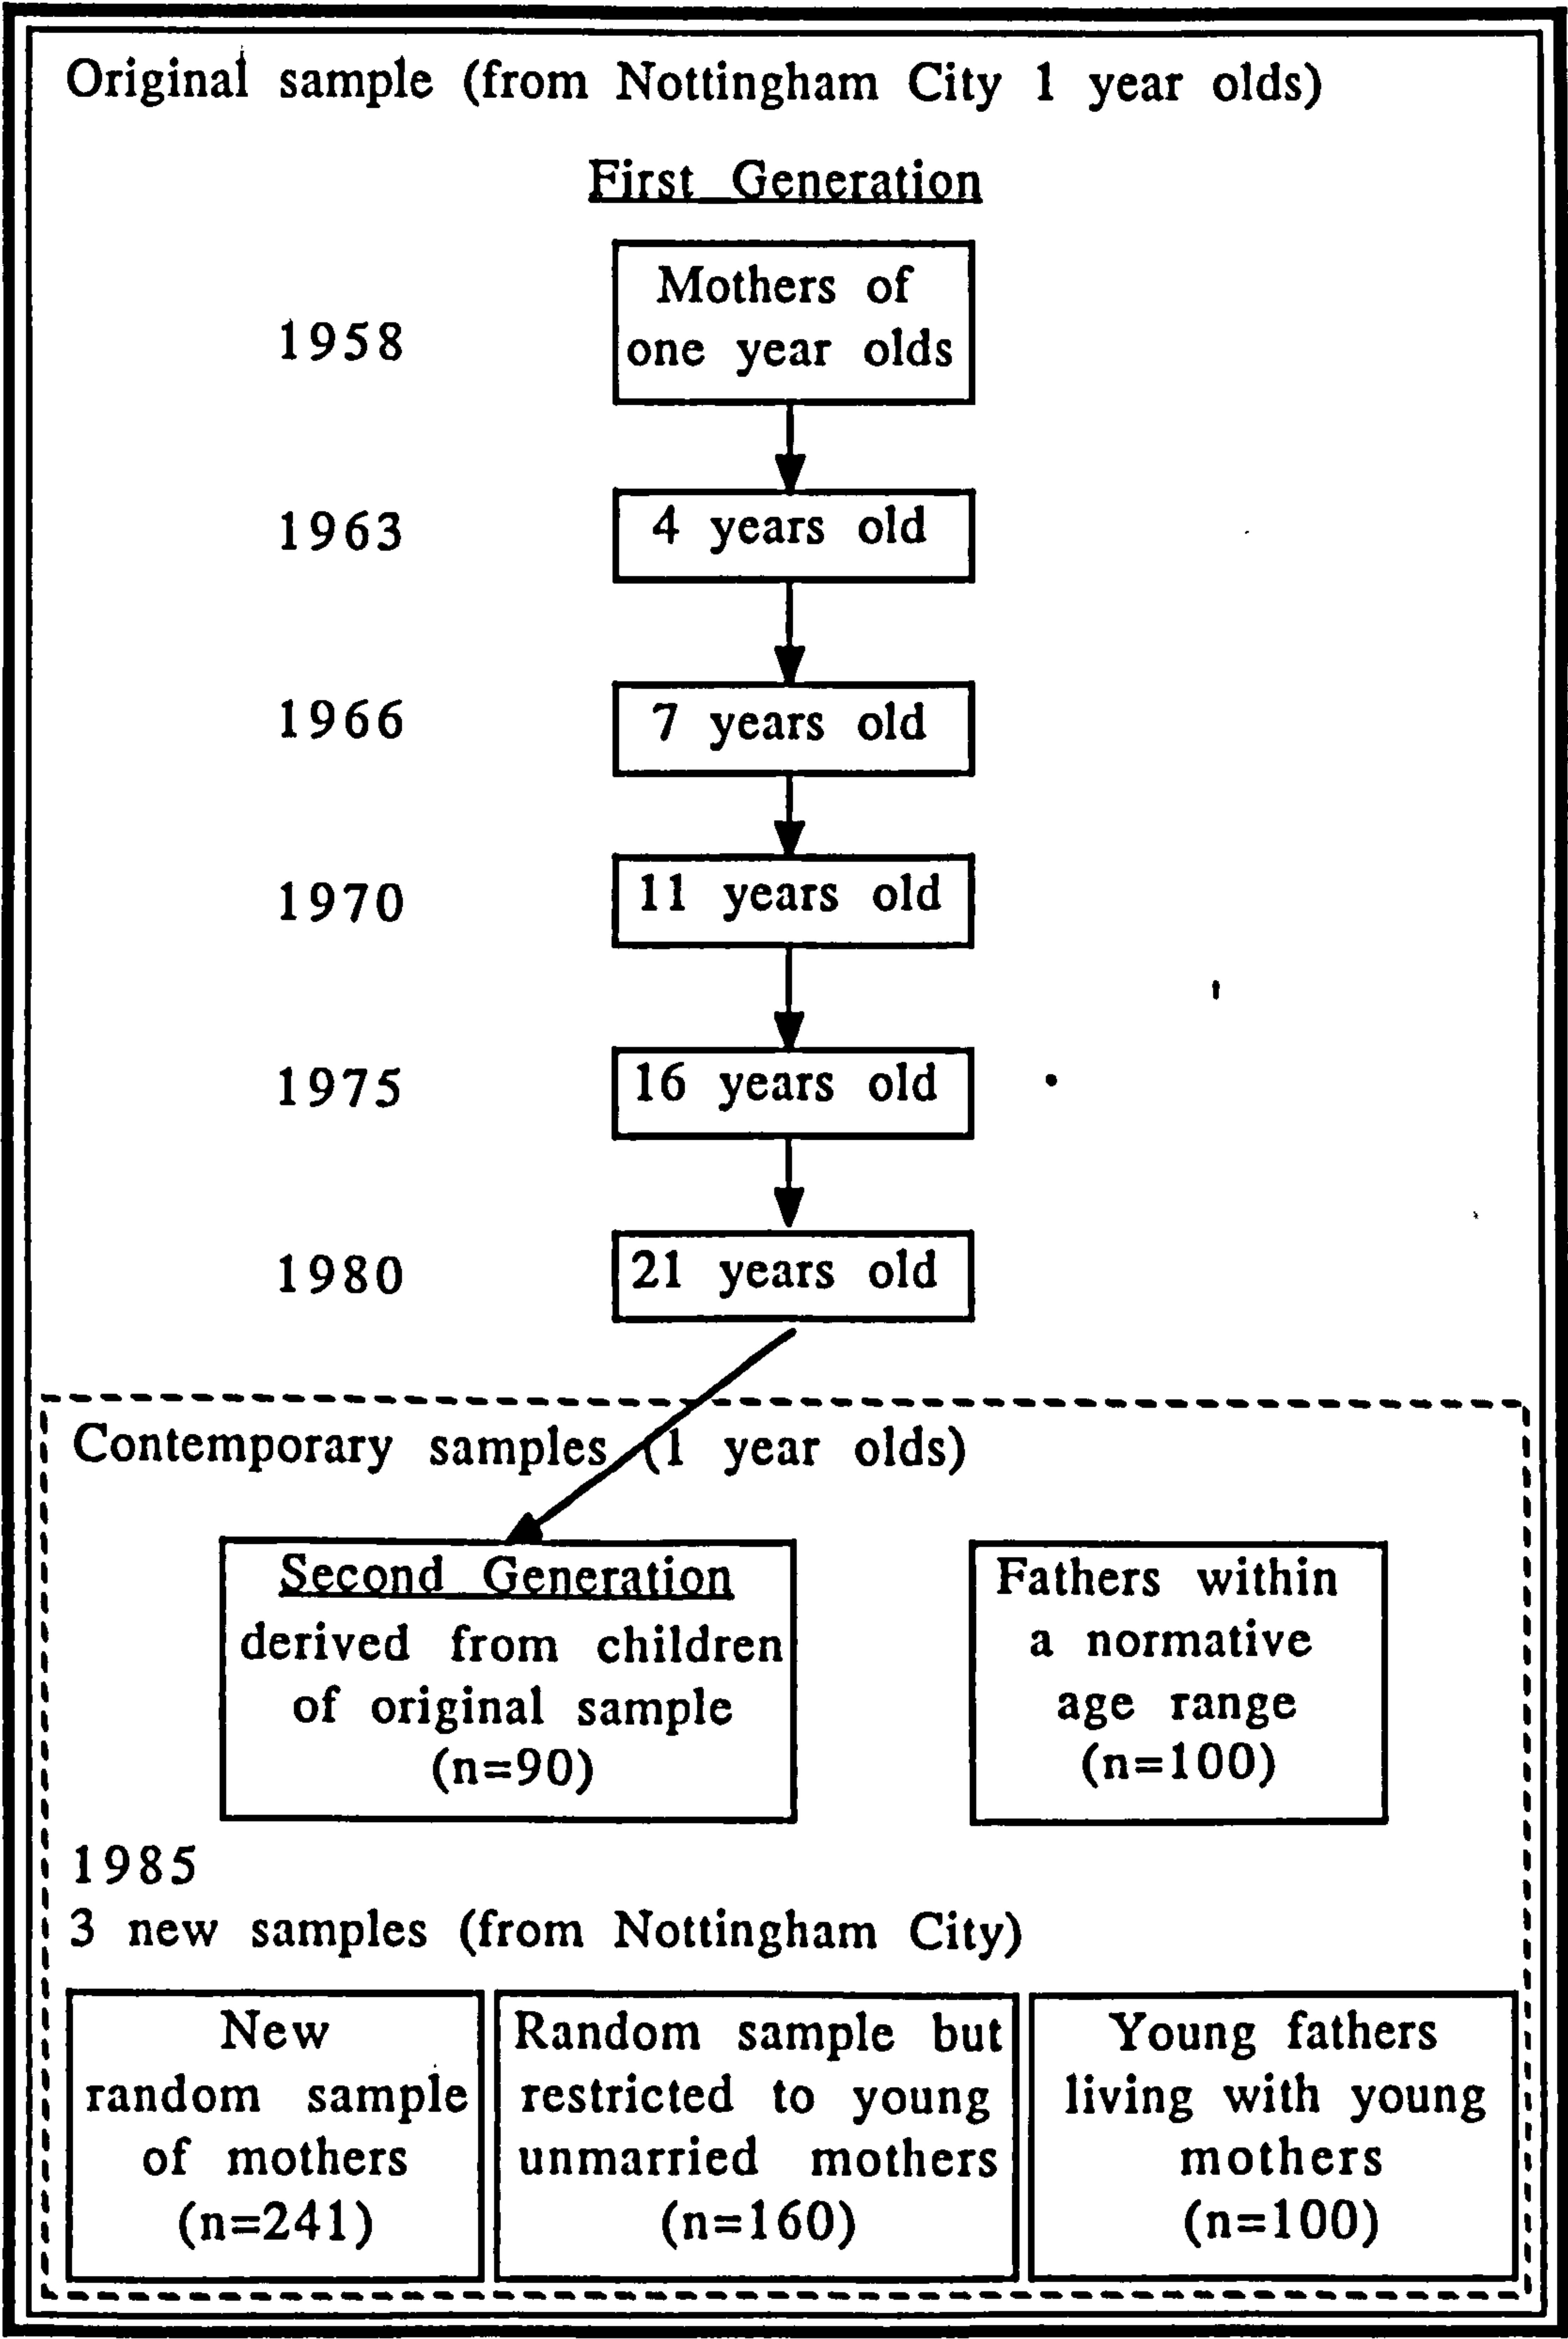 Original sample (from Nottingham City 1 year olds)
First Generation
1958
Mothers of
one year olds
1963
4 years old
1966
7 years old
1970
11 years old
1975
16 years old
1980
21 years old
Contemporary samples (1 year olds)
Second Generation
derived from children
of original sample
(n=90)
Fathers within
a normative
age range
(n=100)
1985
3 new samples (from Nottingham City)
New
random sample
of mothers
(n=241)
Random sample but
restricted to young
unmarried mothers
(n=160)
Young fathers
living with young
mothers
(n=100)